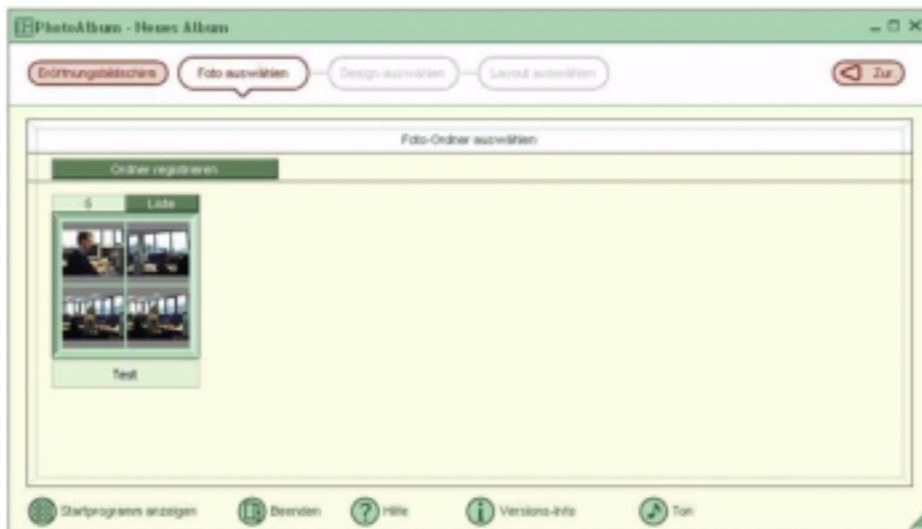 PhotoAlbum - Neues Album
Eröffnungsbildschirm Foto auswählen Design auswählen Layout auswählen Zur.
Foto-Ordner auswählen
Ordner registrieren
Liste
Test
Startprogramm anzeigen Beenden Hilfe Versions-Info Ton